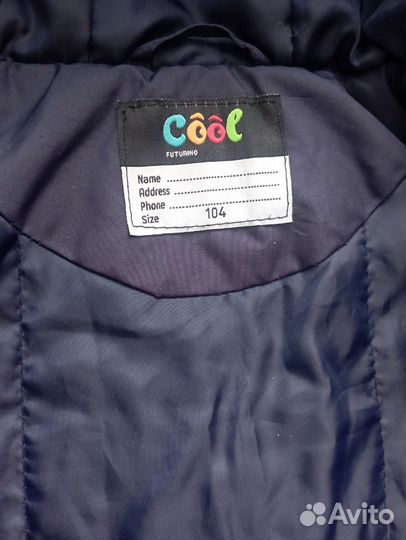 Côôl
FUTURINO
Name ..........................
Address ..........................
Phone ..........................
Size 104
Avito